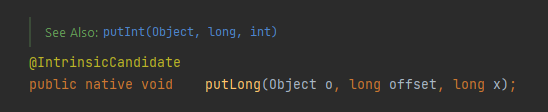 See Also: putInt(Object, long, int)
@IntrinsicCandidate
public native void    putLong(Object o, long offset, long x);